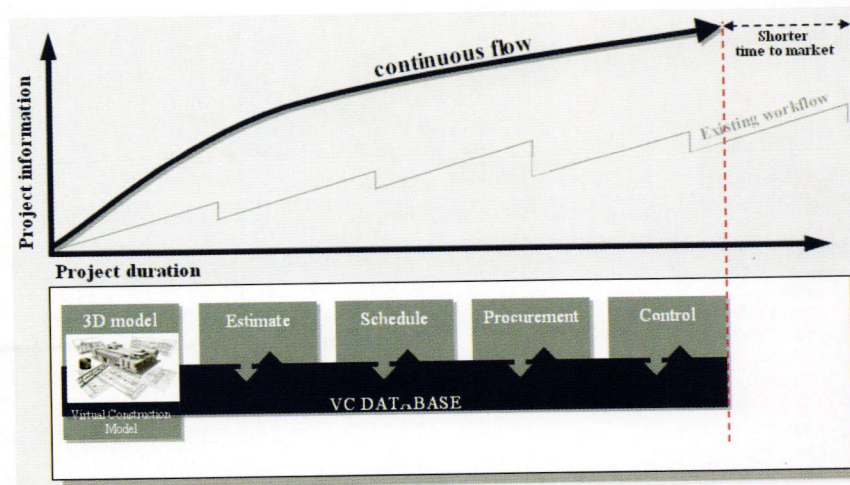 continuous flow
Shorter
time to market
Project information
Existing workflow
Project duration
3D model
Estimate
Schedule
Procurement
Control
VC DATABASE
Virtual Construction
Model